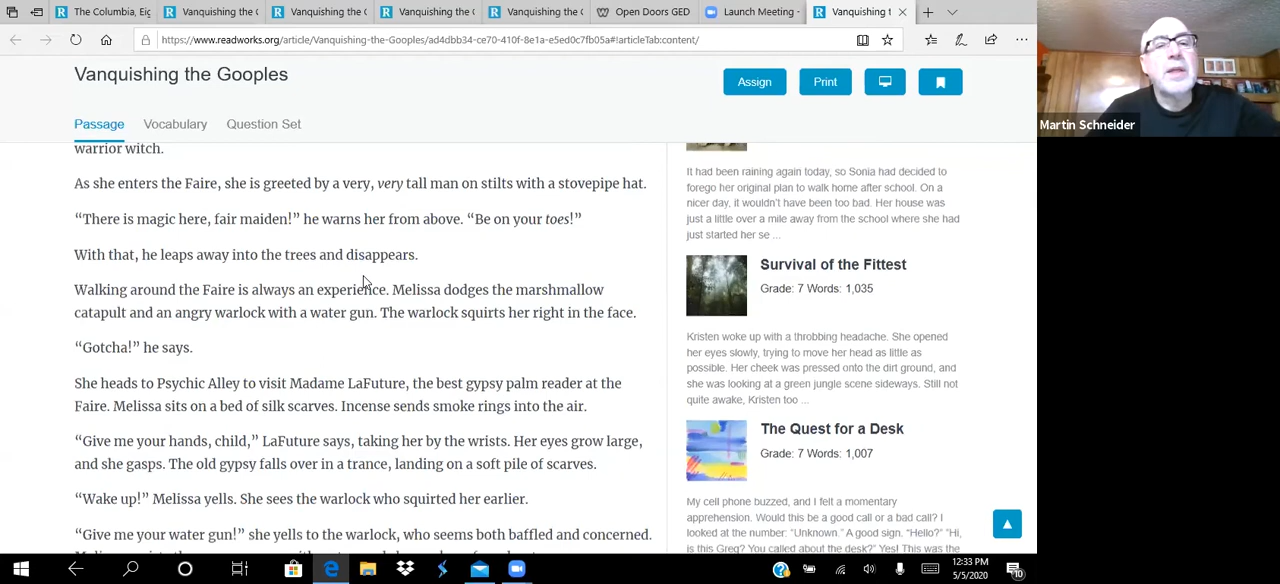 The Columbia, Eig
Vanquishing the G
Vanquishing the G
Vanquishing the G
Vanquishing the G
Open Doors GED
Launch Meeting -
Vanquishing t
https://www.readworks.org/article/Vanquishing-the-Gooples/ad4dbb34-ce70-410f-8e1a-e5ed0c7fb05a#!articleTab:content/
Vanquishing the Gooples
Assign
Print
Passage
Vocabulary
Question Set
warrior witch.
As she enters the Faire, she is greeted by a very, very tall man on stilts with a stovepipe hat.
“There is magic here, fair maiden!” he warns her from above. “Be on your toes!”
With that, he leaps away into the trees and disappears.
Walking around the Faire is always an experience. Melissa dodges the marshmallow
catapult and an angry warlock with a water gun. The warlock squirts her right in the face.
“Gotcha!” he says.
She heads to Psychic Alley to visit Madame LaFuture, the best gypsy palm reader at the
Faire. Melissa sits on a bed of silk scarves. Incense sends smoke rings into the air.
“Give me your hands, child,” LaFuture says, taking her by the wrists. Her eyes grow large,
and she gasps. The old gypsy falls over in a trance, landing on a soft pile of scarves.
“Wake up!” Melissa yells. She sees the warlock who squirted her earlier.
“Give me your water gun!” she yells to the warlock, who seems both baffled and concerned.
It had been raining again today, so Sonia had decided to
forego her original plan to walk home after school. On a
nicer day, it wouldn't have been too bad. Her house was
just a little over a mile away from the school where she had
just started her se ...
Survival of the Fittest
Grade: 7 Words: 1,035
Kristen woke up with a throbbing headache. She opened
her eyes slowly, trying to move her head as little as
possible. Her cheek was pressed onto the dirt ground, and
she was looking at a green jungle scene sideways. Still not
quite awake, Kristen too ...
The Quest for a Desk
Grade: 7 Words: 1,007
My cell phone buzzed, and I felt a momentary
apprehension. Would this be a good call or a bad call? I
looked at the number: “Unknown.” A good sign. “Hello?” “Hi,
is this Greg? You called about the desk?” Yes! This was the
Martin Schneider
12:33 PM
5/5/2020
10